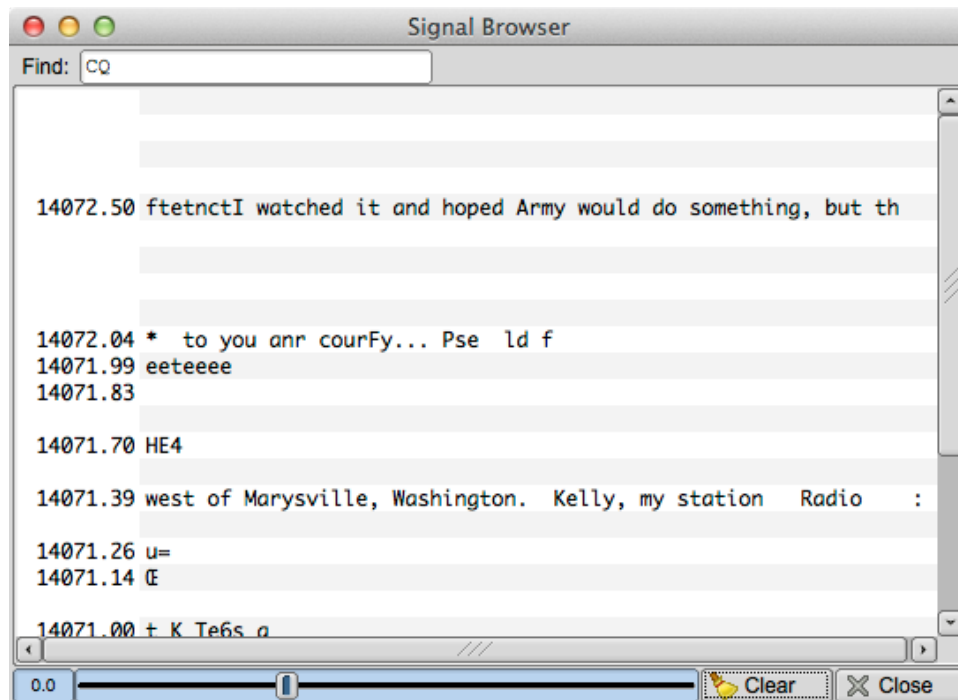 Signal Browser
Find: CQ
14072.50 ftetnctI watched it and hoped Army would do something, but th
14072.04 *  to you anr courFy... Pse  ld f
14071.99 eeteeee
14071.83
14071.70 HE4
14071.39 west of Marysville, Washington.  Kelly, my station   Radio    :
14071.26 u=
14071.14 Œ
14071.00 t K Te6s a
0.0 Clear Close